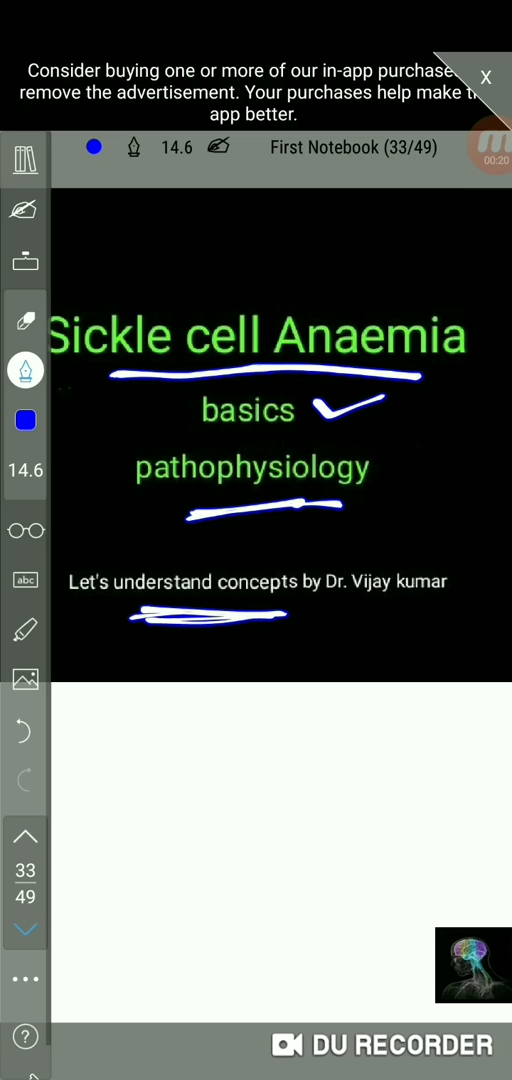 Consider buying one or more of our in-app purchase
remove the advertisement. Your purchases help make
app better.
X
14.6
First Notebook (33/49)
00:20
Sickle cell Anaemia
basics
pathophysiology
14.6
abc
Let's understand concepts by Dr. Vijay kumar
33
49
?
DU RECORDER